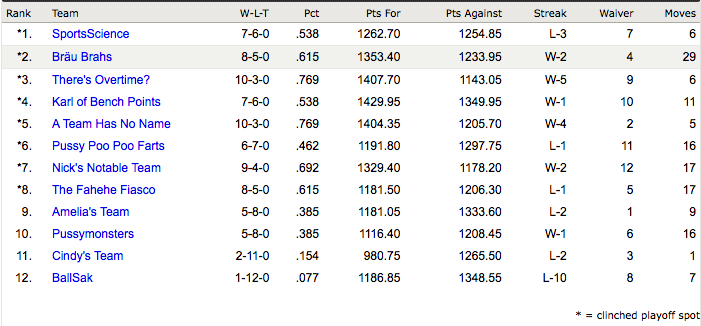 Rank Team W-L-T Pct Pts For Pts Against Streak Waiver Moves
*1. SportsScience 7-6-0 .538 1262.70 1254.85 L-3 7 6
*2. Bräu Brahs 8-5-0 .615 1353.40 1233.95 W-2 4 29
*3. There's Overtime? 10-3-0 .769 1407.70 1143.05 W-5 9 6
*4. Karl of Bench Points 7-6-0 .538 1429.95 1349.95 W-1 10 11
*5. A Team Has No Name 10-3-0 .769 1404.35 1205.70 W-4 2 5
*6. Pussy Poo Poo Farts 6-7-0 .462 1191.80 1297.75 L-1 11 16
*7. Nick's Notable Team 9-4-0 .692 1329.40 1178.20 W-2 12 17
*8. The Fahehe Fiasco 8-5-0 .615 1181.50 1206.30 L-1 5 17
9. Amelia's Team 5-8-0 .385 1181.05 1333.60 L-2 1 9
10. Pussymonsters 5-8-0 .385 1116.40 1208.45 W-1 6 16
11. Cindy's Team 2-11-0 .154 980.75 1265.50 L-2 3 1
12. BallSak 1-12-0 .077 1186.85 1348.55 L-10 8 7
* = clinched playoff spot